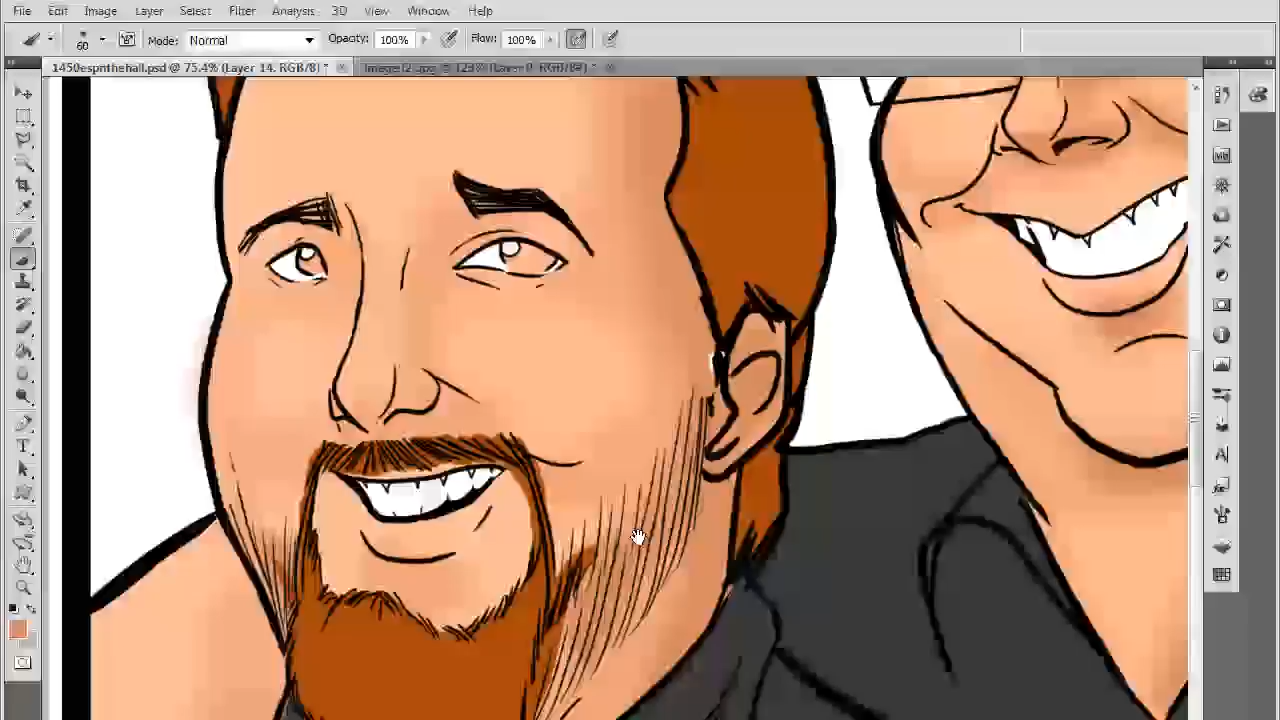 File Edit Image Layer Select Filter Analysis 3D View Window Help
60 Mode: Normal Opacity: 100% Flow: 100%
1450espnthehall.psd @ 75.4% (Layer 14, RGB/8) *
Mb
T
A